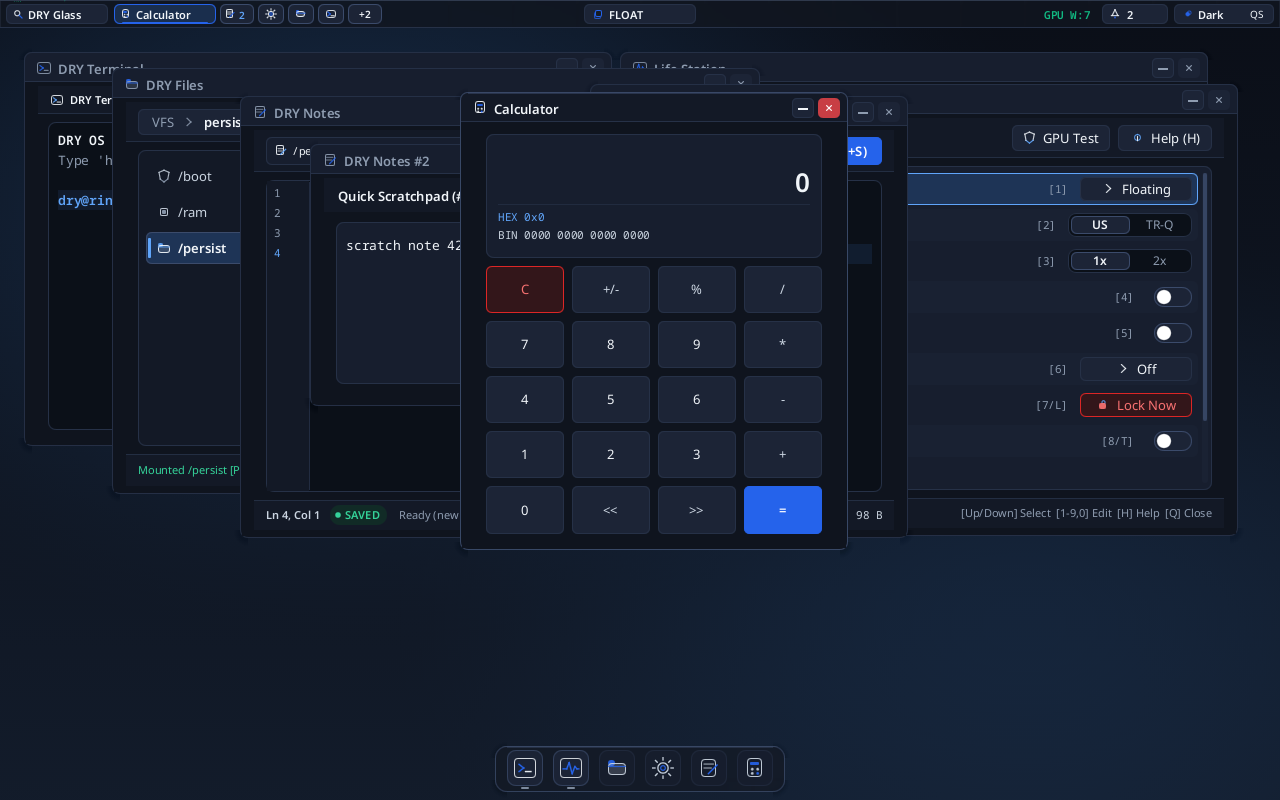 DRY Glass
Calculator
2
+2
FLOAT
GPU W:7
2
Dark
QS
DRY Terminal
DRY Ter
DRY OS
Type 'h
dry@rin
DRY Files
VFS
persis
/boot
/ram
/persist
Mounted /persist [P
DRY Notes
/pe
+S)
1
2
3
4
Ln 4, Col 1
SAVED
Ready (new
98 B
DRY Notes #2
Quick Scratchpad (#
scratch note 42
Calculator
0
HEX 0x0
BIN 0000 0000 0000 0000
C +/- % /
7 8 9 *
4 5 6 -
1 2 3 +
0 << >> =
Life Station
GPU Test
Help (H)
[1] Floating
[2] US TR-Q
[3] 1x 2x
[4]
[5]
[6] Off
[7/L] Lock Now
[8/T]
[Up/Down] Select [1-9,0] Edit [H] Help [Q] Close